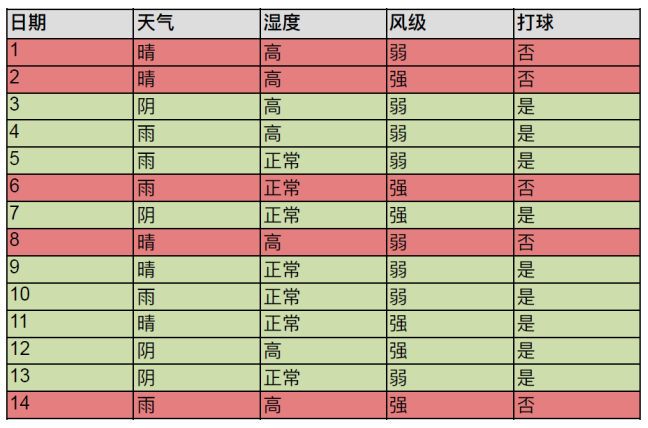 日期 天气 湿度 风级 打球
1 晴 高 弱 否
2 晴 高 强 否
3 阴 高 弱 是
4 雨 高 弱 是
5 雨 正常 弱 是
6 雨 正常 强 否
7 阴 正常 强 是
8 晴 高 弱 否
9 晴 正常 弱 是
10 雨 正常 弱 是
11 晴 正常 强 是
12 阴 高 强 是
13 阴 正常 弱 是
14 雨 高 强 否